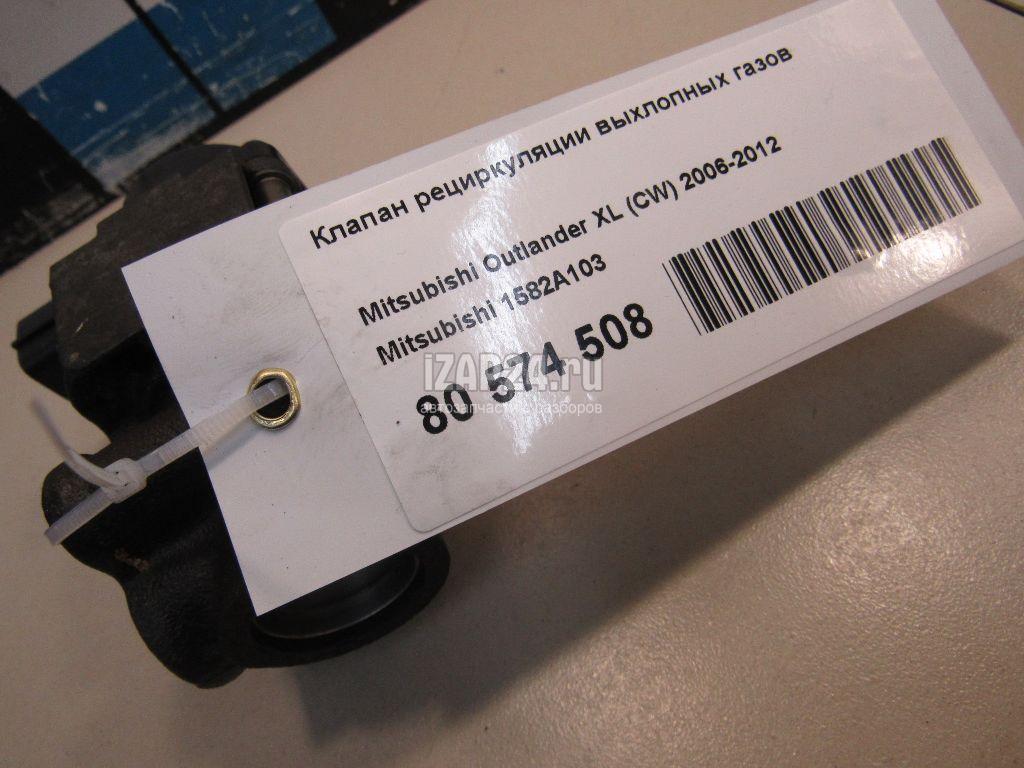 Клапан рециркуляции выхлопных газов
Mitsubishi Outlander XL (CW) 2006-2012
Mitsubishi 1582A103
80 574 508
iZAP24.ru
автозапчасти с разборов